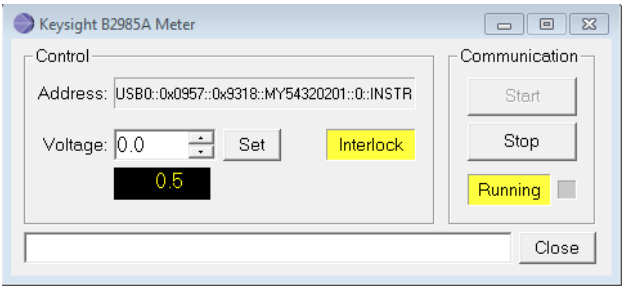 Keysight B2985A Meter
Control
Address: USB0::0x0957::0x9318::MY54320201::0::INSTR
Voltage: 0.0 Set Interlock
0.5
Communication
Start
Stop
Running
Close